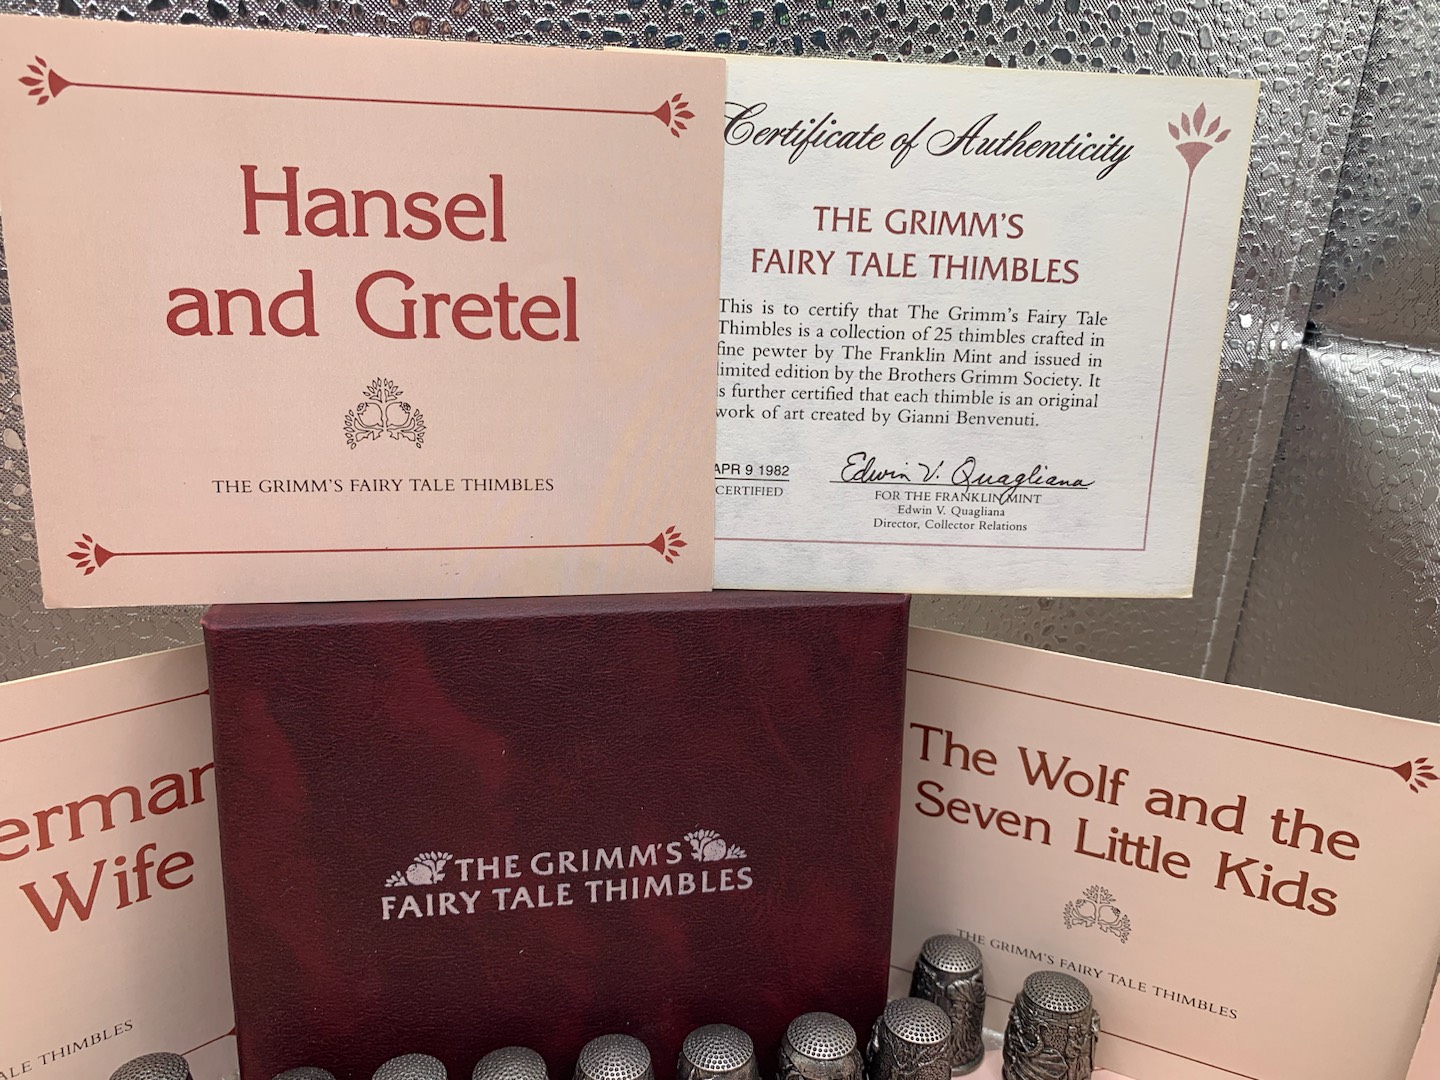 Hansel
and Gretel
THE GRIMM'S FAIRY TALE THIMBLES
Certificate of Authenticity
THE GRIMM'S
FAIRY TALE THIMBLES
This is to certify that The Grimm's Fairy Tale
Thimbles is a collection of 25 thimbles crafted in
fine pewter by The Franklin Mint and issued in
limited edition by the Brothers Grimm Society. It
is further certified that each thimble is an original
work of art created by Gianni Benvenuti.
APR 9 1982
CERTIFIED
Edwin V. Quagliana
FOR THE FRANKLIN MINT
Edwin V. Quagliana
Director, Collector Relations
erman
Wife
ALE THIMBLES
THE GRIMM'S
FAIRY TALE THIMBLES
The Wolf and the
Seven Little Kids
THE GRIMM'S FAIRY TALE THIMBLES